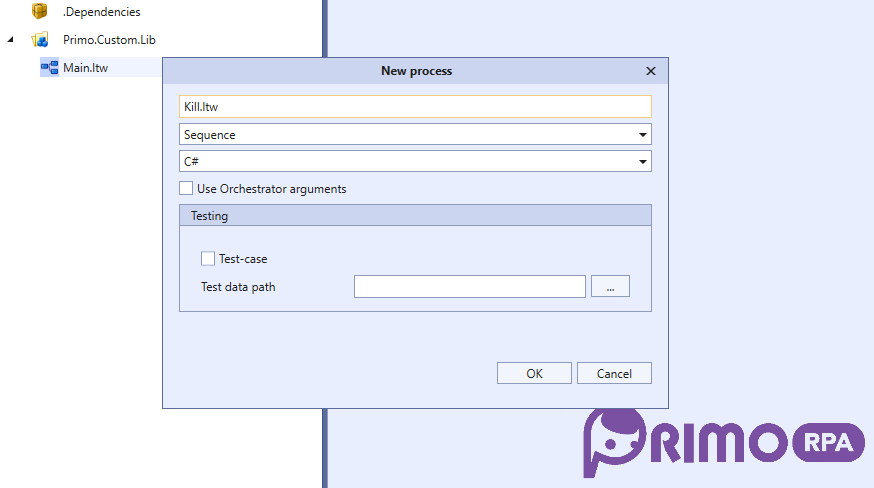 .Dependencies
Primo.Custom.Lib
Main.ltw
New process
Kill.ltw
Sequence
C#
Use Orchestrator arguments
Testing
Test-case
Test data path
...
OK
Cancel
PRIMO RPA